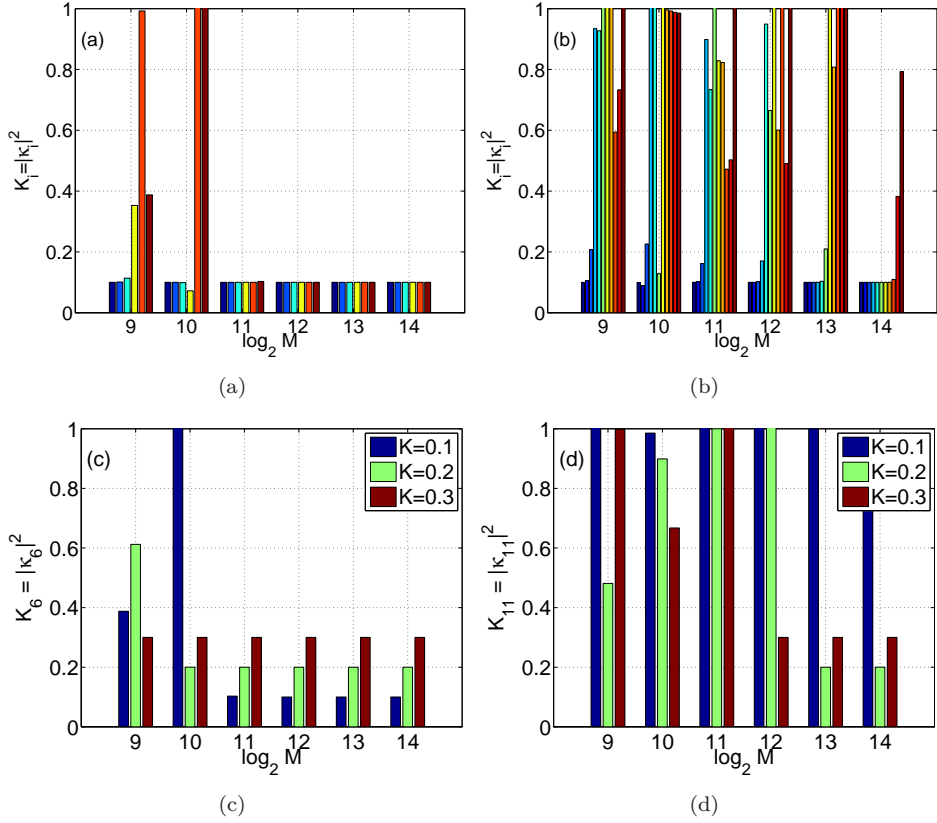 (a)
K_i=|κ_i|^2
1
0.8
0.6
0.4
0.2
0
9 10 11 12 13 14
log_2 M
(a)
(b)
K_i=|κ_i|^2
1
0.8
0.6
0.4
0.2
0
9 10 11 12 13 14
log_2 M
(b)
(c)
K_6 = |κ_6|^2
1
0.8
0.6
0.4
0.2
0
K=0.1
K=0.2
K=0.3
9 10 11 12 13 14
log_2 M
(c)
(d)
K_11 = |κ_11|^2
1
0.8
0.6
0.4
0.2
0
K=0.1
K=0.2
K=0.3
9 10 11 12 13 14
log_2 M
(d)